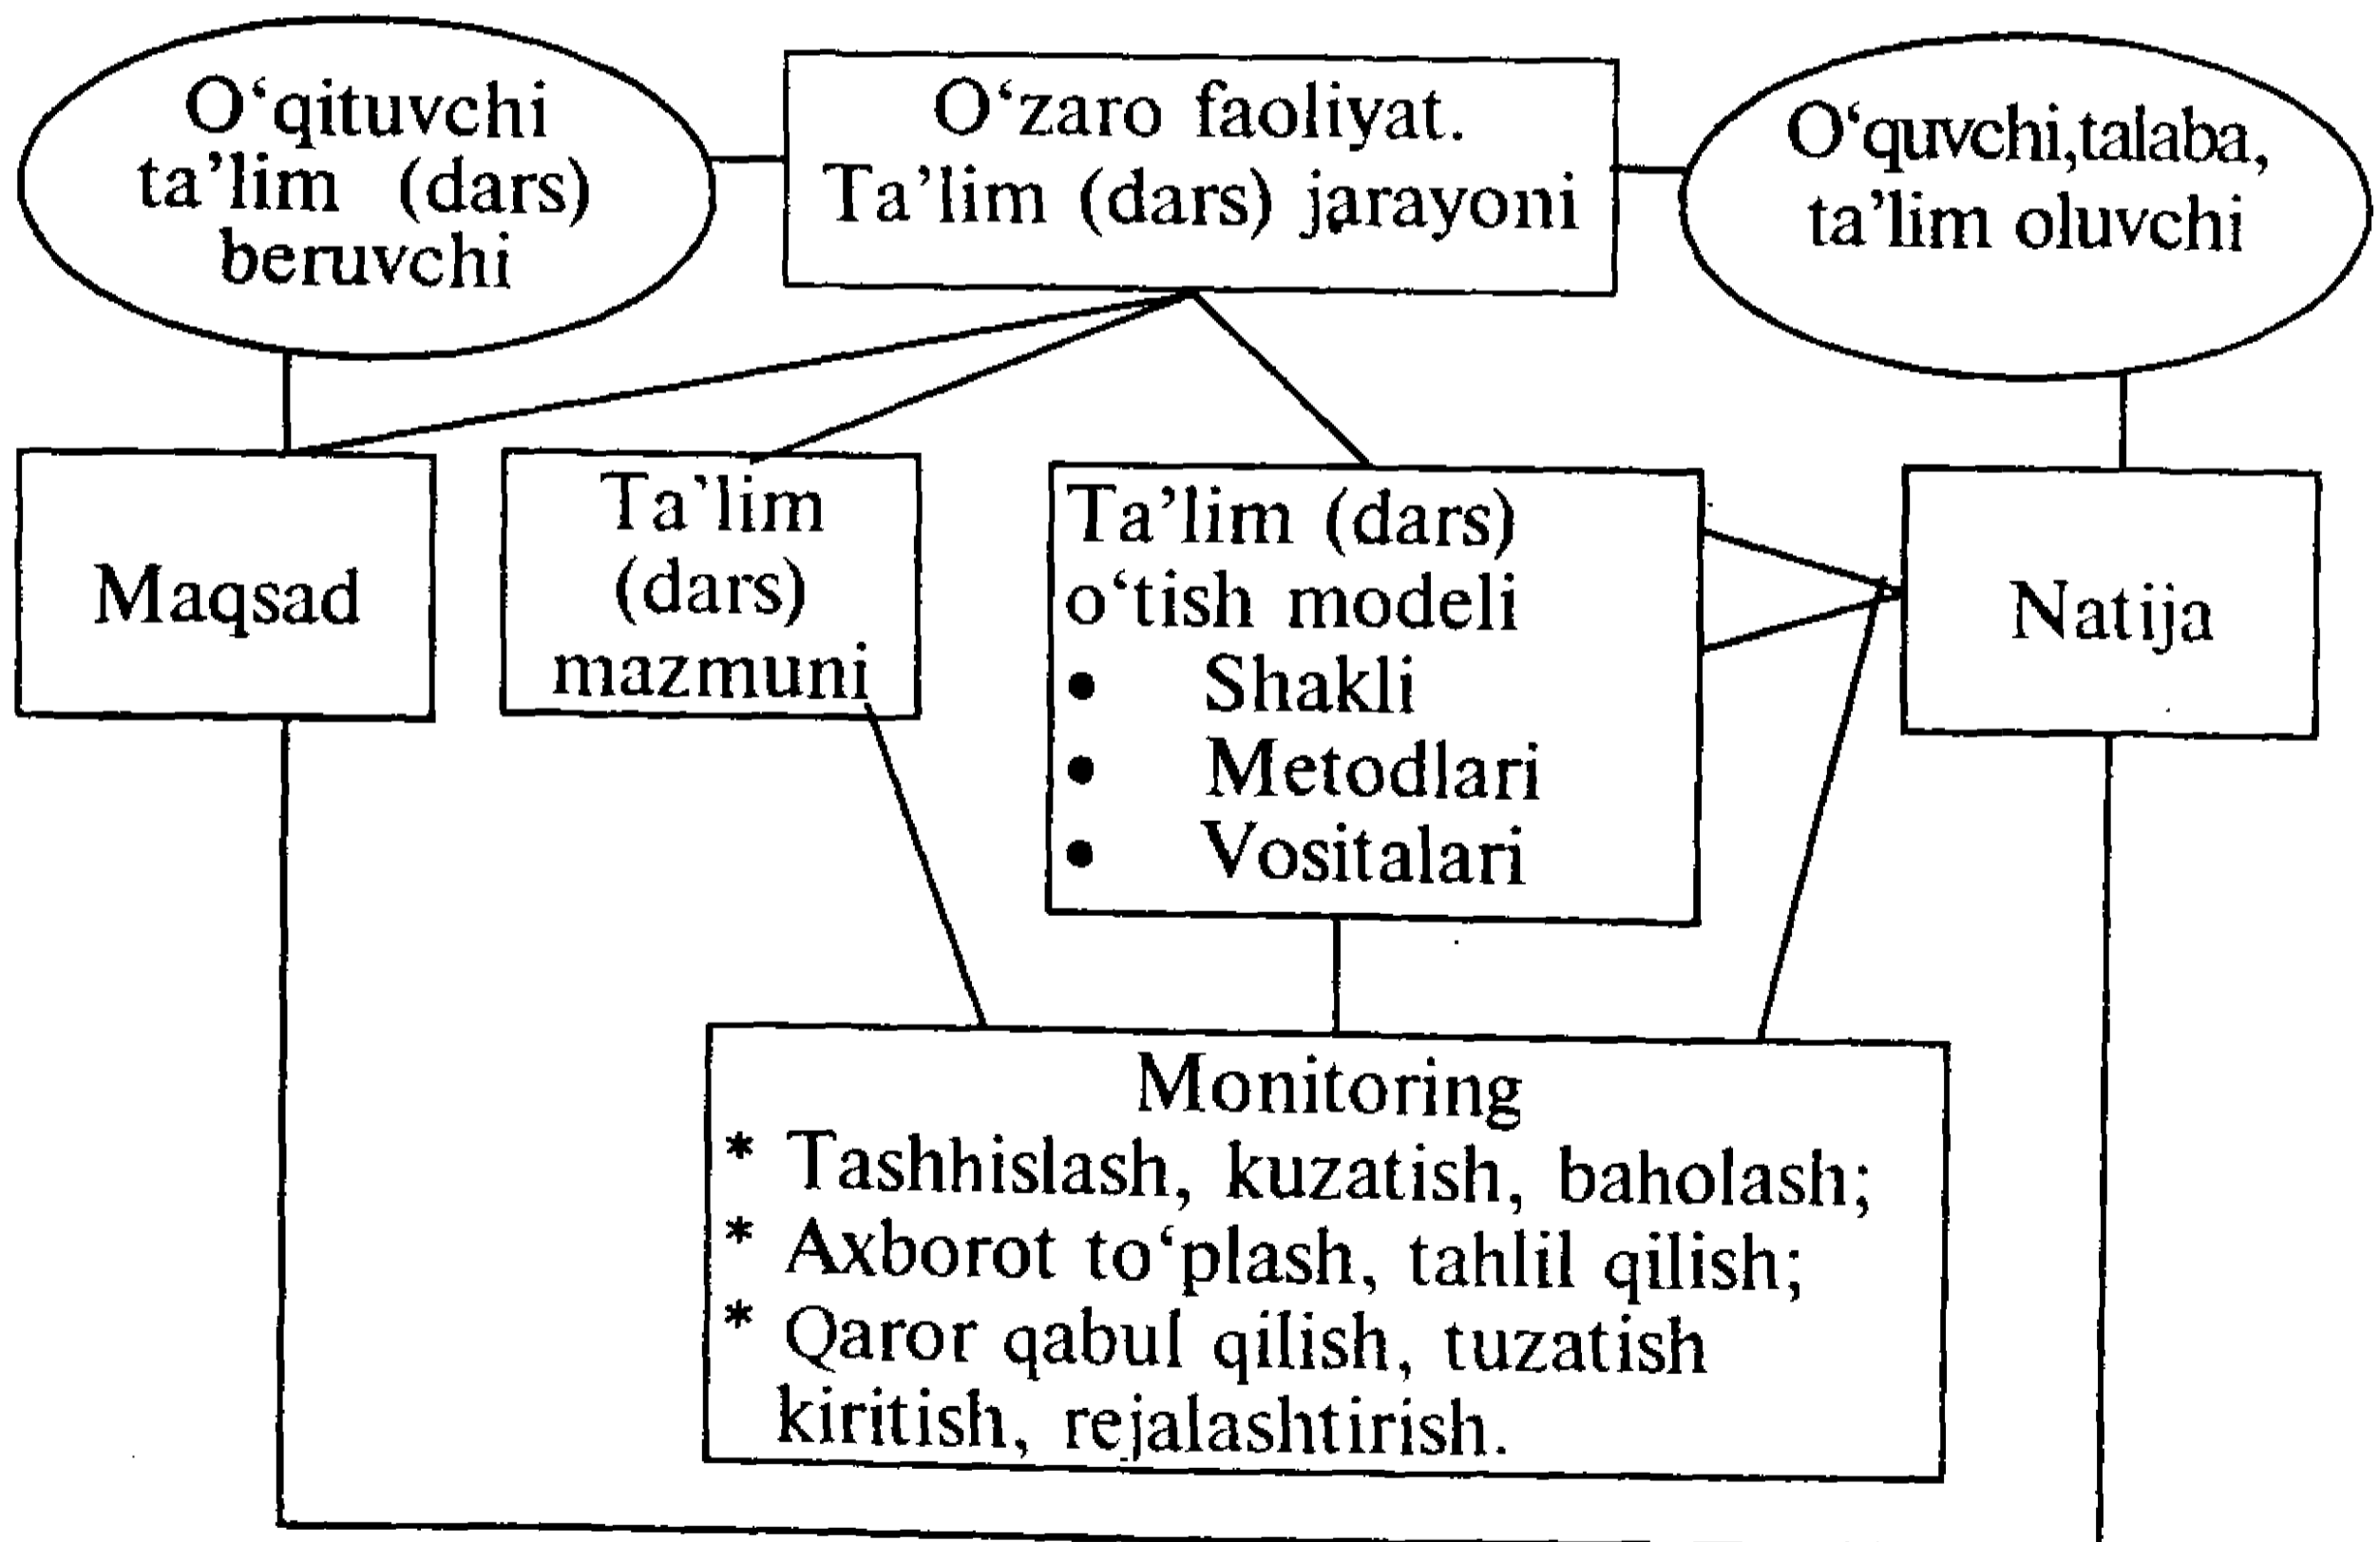 O‘qituvchi
ta’lim (dars)
beruvchi
O‘zaro faoliyat.
Ta’lim (dars) jarayoni
O‘quvchi,talaba,
ta’lim oluvchi
Maqsad
Ta’lim
(dars)
mazmuni
Ta’lim (dars)
o‘tish modeli
• Shakli
• Metodlari
• Vositalari
Natija
Monitoring
* Tashhislash, kuzatish, baholash;
* Axborot to‘plash, tahlil qilish;
* Qaror qabul qilish, tuzatish
kiritish, rejalashtirish.